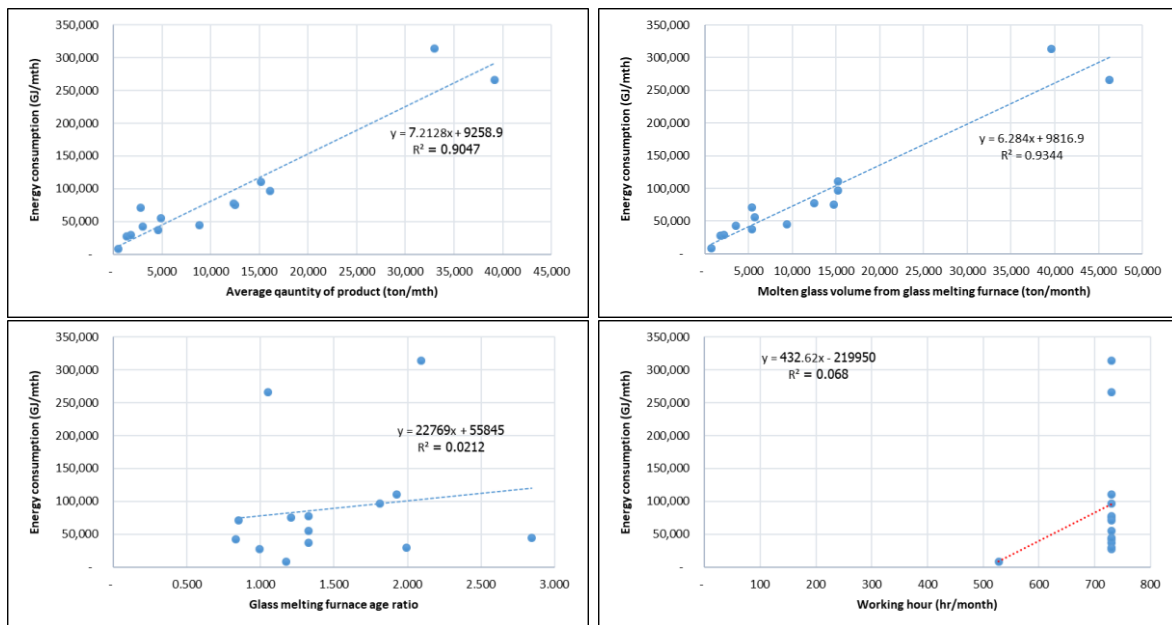 350,000
300,000
250,000
200,000
150,000
100,000
50,000
-
Energy consumption (GJ/mth)
y = 7.2128x + 9258.9
R² = 0.9047
- 5,000 10,000 15,000 20,000 25,000 30,000 35,000 40,000 45,000
Average qauntity of product (ton/mth)
350,000
300,000
250,000
200,000
150,000
100,000
50,000
-
Energy consumption (GJ/mth)
y = 6.284x + 9816.9
R² = 0.9344
- 5,000 10,000 15,000 20,000 25,000 30,000 35,000 40,000 45,000 50,000
Molten glass volume from glass melting furnace (ton/month)
350,000
300,000
250,000
200,000
150,000
100,000
50,000
-
Energy consumption (GJ/mth)
y = 22769x + 55845
R² = 0.0212
- 0.500 1.000 1.500 2.000 2.500 3.000
Glass melting furnace age ratio
350,000
300,000
250,000
200,000
150,000
100,000
50,000
-
Energy consumption (GJ/mth)
y = 432.62x - 219950
R² = 0.068
- 100 200 300 400 500 600 700 800
Working hour (hr/month)